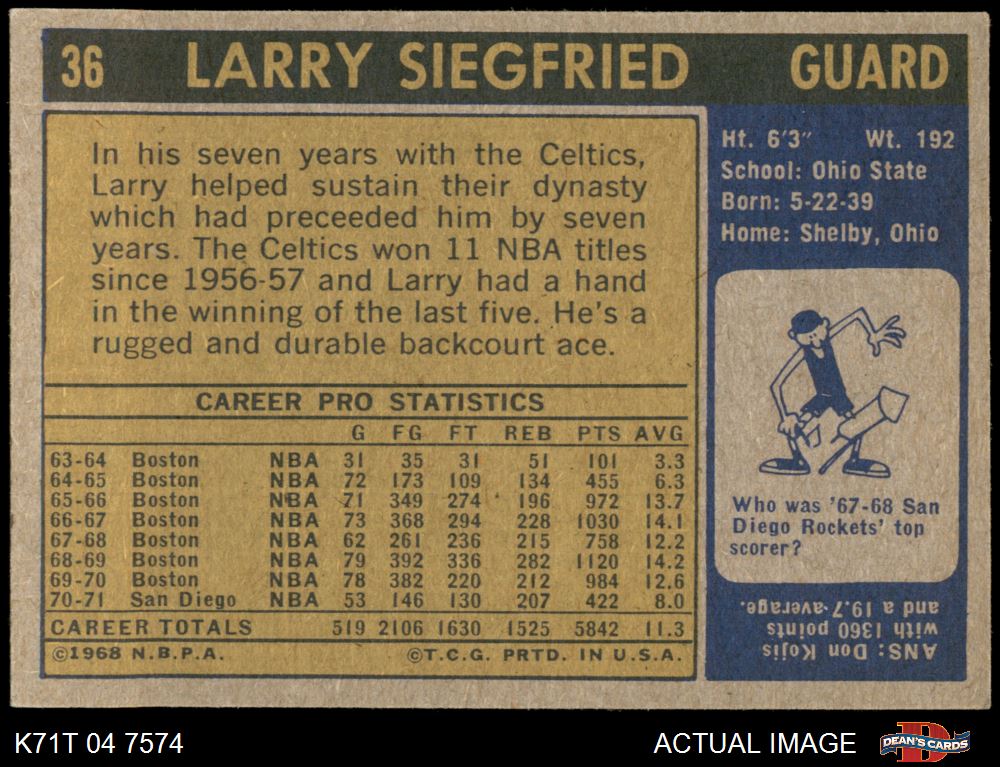 36 LARRY SIEGFRIED GUARD
In his seven years with the Celtics,
Larry helped sustain their dynasty
which had preceeded him by seven
years. The Celtics won 11 NBA titles
since 1956-57 and Larry had a hand
in the winning of the last five. He's a
rugged and durable backcourt ace.
CAREER PRO STATISTICS
G FG FT REB PTS AVG
63-64 Boston NBA 31 35 31 51 101 3.3
64-65 Boston NBA 72 173 109 134 455 6.3
65-66 Boston NBA 71 349 274 196 972 13.7
66-67 Boston NBA 73 368 294 228 1030 14.1
67-68 Boston NBA 62 261 236 215 758 12.2
68-69 Boston NBA 79 392 336 282 1120 14.2
69-70 Boston NBA 78 382 220 212 984 12.6
70-71 San Diego NBA 53 146 130 207 422 8.0
CAREER TOTALS 519 2106 1630 1525 5842 11.3
©1968 N.B.P.A. ©T.C.G. PRTD. IN U.S.A.
Ht. 6'3" Wt. 192
School: Ohio State
Born: 5-22-39
Home: Shelby, Ohio
Who was '67-68 San
Diego Rockets' top
scorer?
ANS: Don Kojis
with 1360 points
and a 19.7 average.
K71T 04 7574 ACTUAL IMAGE
D
DEAN'S CARDS